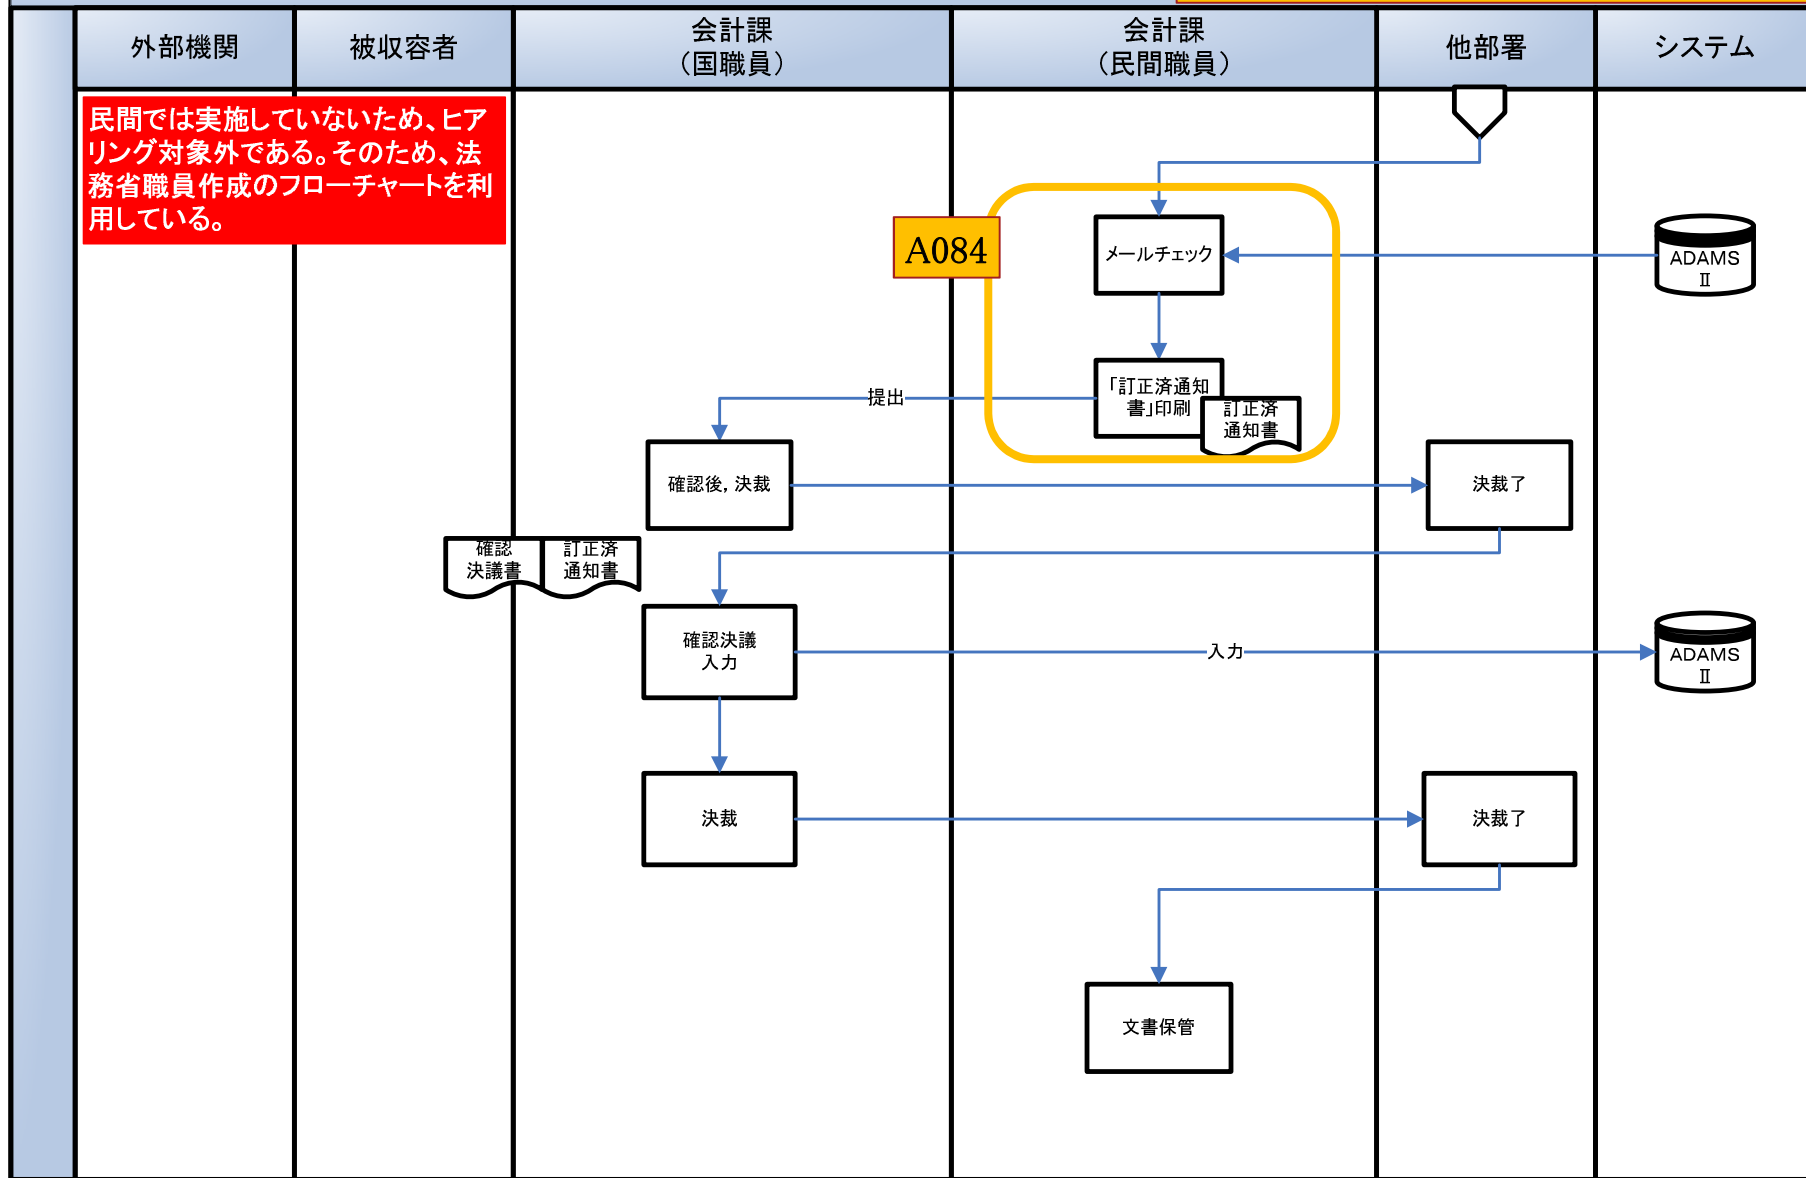 外部機関
被収容者
会計課
（国職員）
会計課
（民間職員）
他部署
システム
民間では実施していないため、ヒア
リング対象外である。そのため、法
務省職員作成のフローチャートを利
用している。
A084
メールチェック
ADAMS
Ⅱ
「訂正済通知
書」印刷
訂正済
通知書
提出
確認後，決裁
決裁了
確認
決議書
訂正済
通知書
確認決議
入力
入力
ADAMS
Ⅱ
決裁
決裁了
文書保管